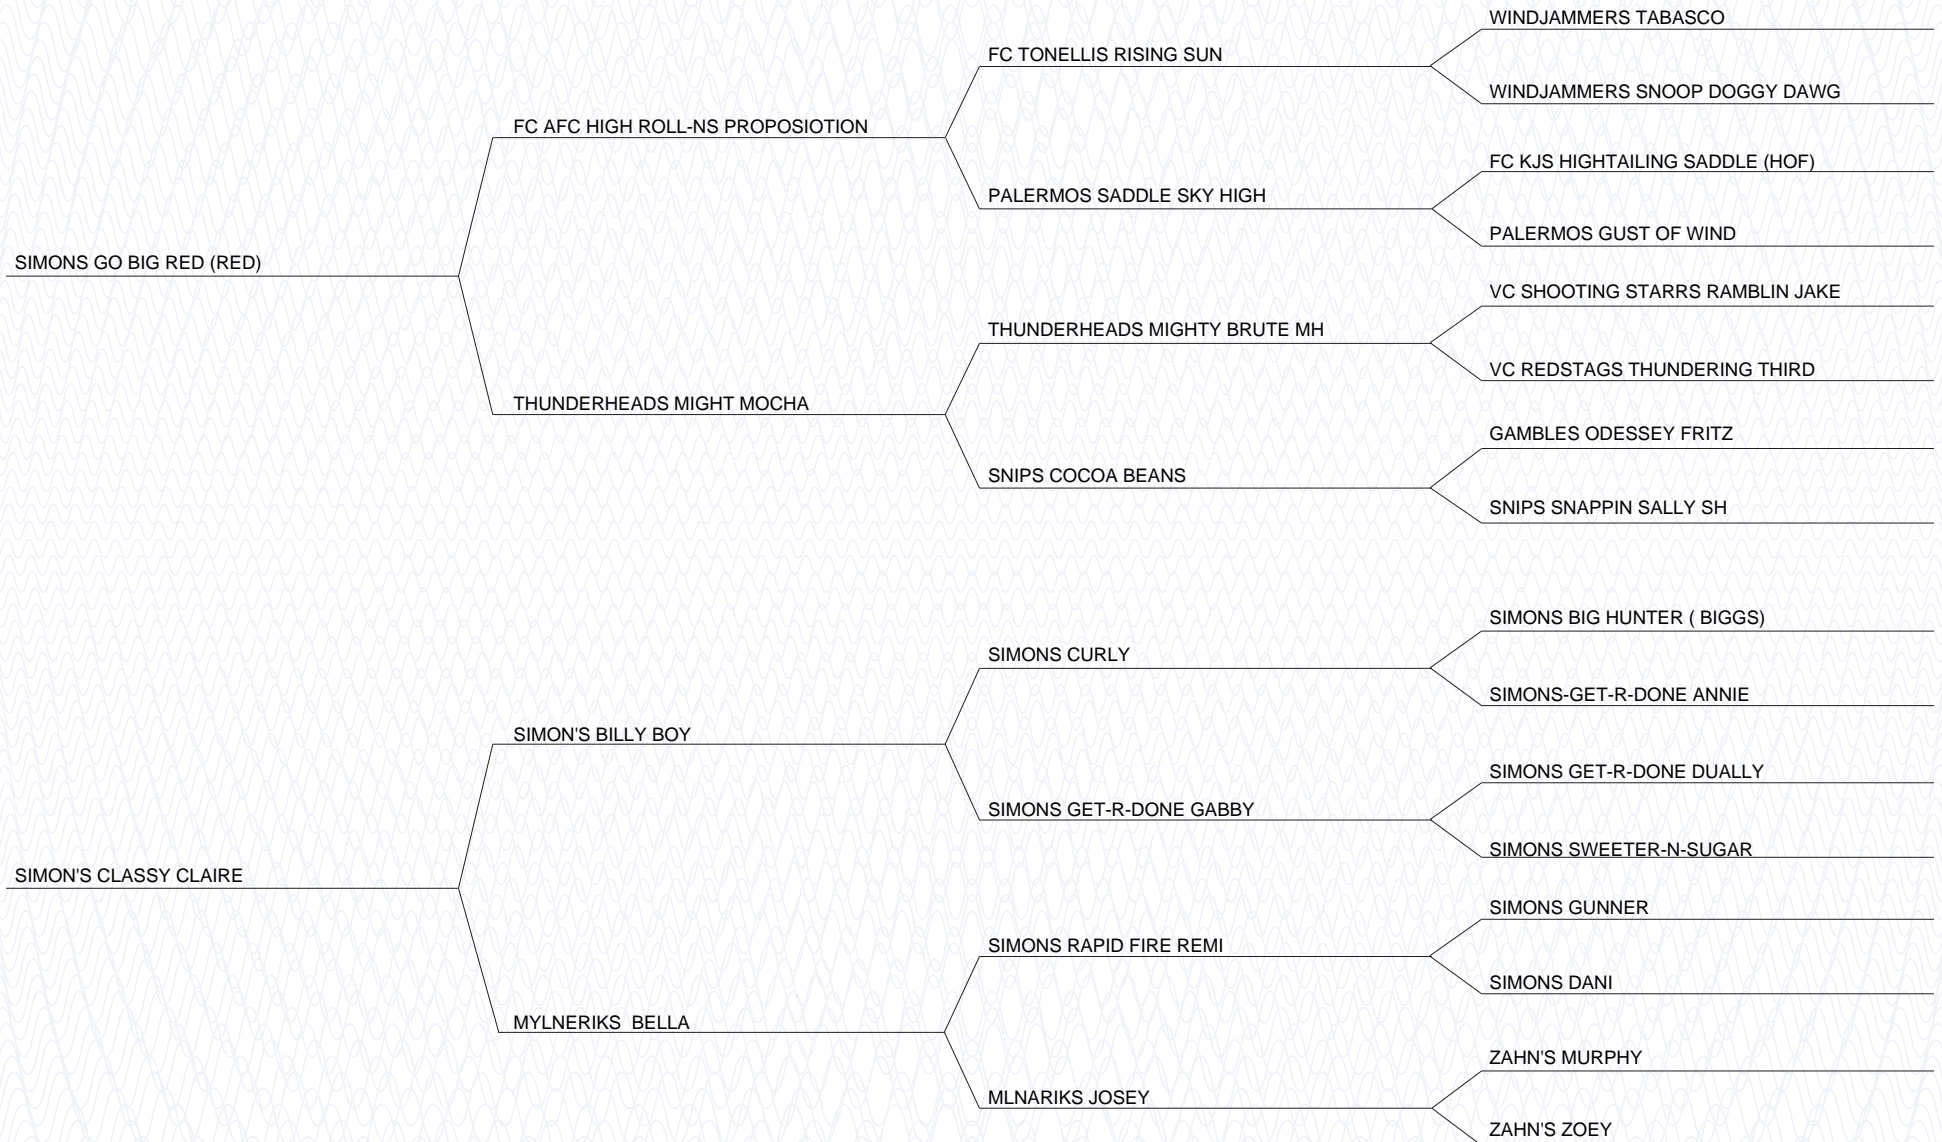 WINDJAMMERS TABASCO
FC TONELLIS RISING SUN
WINDJAMMERS SNOOP DOGGY DAWG
FC AFC HIGH ROLL-NS PROPOSIOTION
FC KJS HIGHTAILING SADDLE (HOF)
PALERMOS SADDLE SKY HIGH
PALERMOS GUST OF WIND
SIMONS GO BIG RED (RED)
VC SHOOTING STARRS RAMBLIN JAKE
THUNDERHEADS MIGHTY BRUTE MH
VC REDSTAGS THUNDERING THIRD
THUNDERHEADS MIGHT MOCHA
GAMBLES ODESSEY FRITZ
SNIPS COCOA BEANS
SNIPS SNAPPIN SALLY SH
SIMONS BIG HUNTER ( BIGGS)
SIMONS CURLY
SIMONS-GET-R-DONE ANNIE
SIMON'S BILLY BOY
SIMONS GET-R-DONE DUALLY
SIMONS GET-R-DONE GABBY
SIMONS SWEETER-N-SUGAR
SIMON'S CLASSY CLAIRE
SIMONS GUNNER
SIMONS RAPID FIRE REMI
SIMONS DANI
MYLNERIKS  BELLA
ZAHN'S MURPHY
MLNARIKS JOSEY
ZAHN'S ZOEY